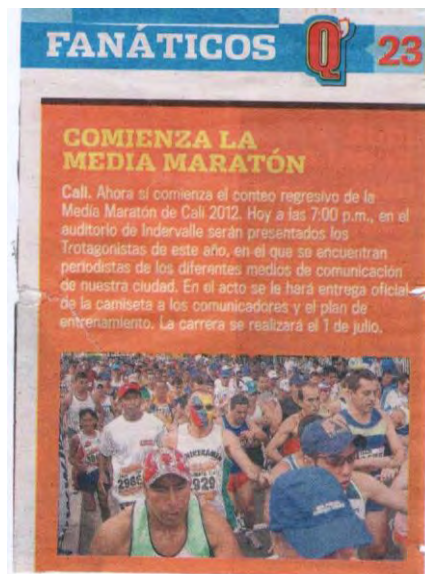 FANÁTICOS Q' 23
COMIENZA LA
MEDIA MARATÓN
Cali. Ahora sí comienza el conteo regresivo de la
Media Maratón de Cali 2012. Hoy a las 7:00 p.m., en el
auditorio de Indervalle serán presentados los
Trotagonistas de este año, en el que se encuentran
periodistas de los diferentes medios de comunicación
de nuestra ciudad. En el acto se le hará entrega oficial
de la camiseta a los comunicadores y el plan de
entrenamiento. La carrera se realizará el 1 de julio.
2929